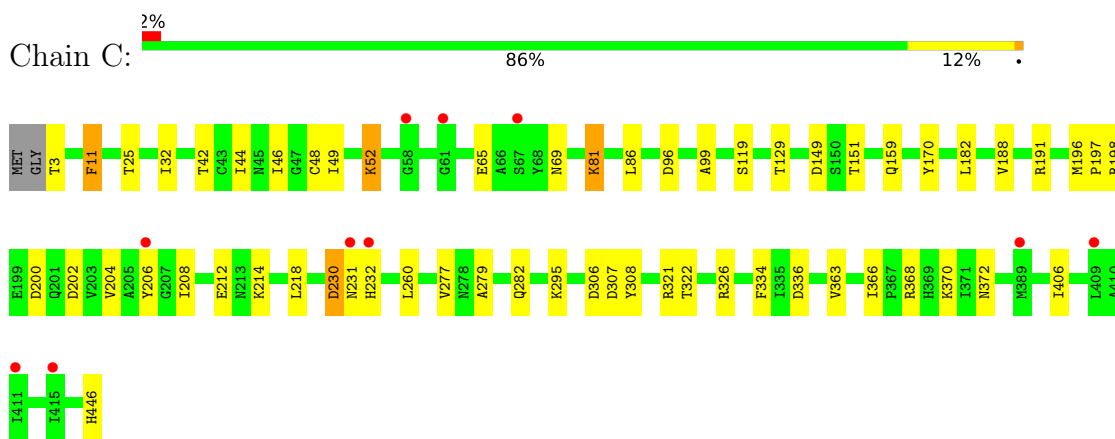 2%
Chain C:
86% 12% •
MET GLY T3 F11 T25 I32 T42 C43 I44 N45 I46 G47 C48 I49 K52 G58 G61 E65 A66 S67 Y68 N69 K81 L86 D96 A99 S119 T129 D149 S150 T151 Q159 Y170 L182 V188 R191 M196 P197 R198
E199 D200 Q201 D202 V203 V204 A205 Y206 G207 I208 E212 N213 K214 L218 D230 N231 H232 L260 V277 N278 A279 Q282 K295 D306 D307 Y308 R321 T322 R326 F334 I335 D336 V363 I366 P367 R368 H369 K370 I371 N372 M389 I406 L409 A410
I411 I415 H446